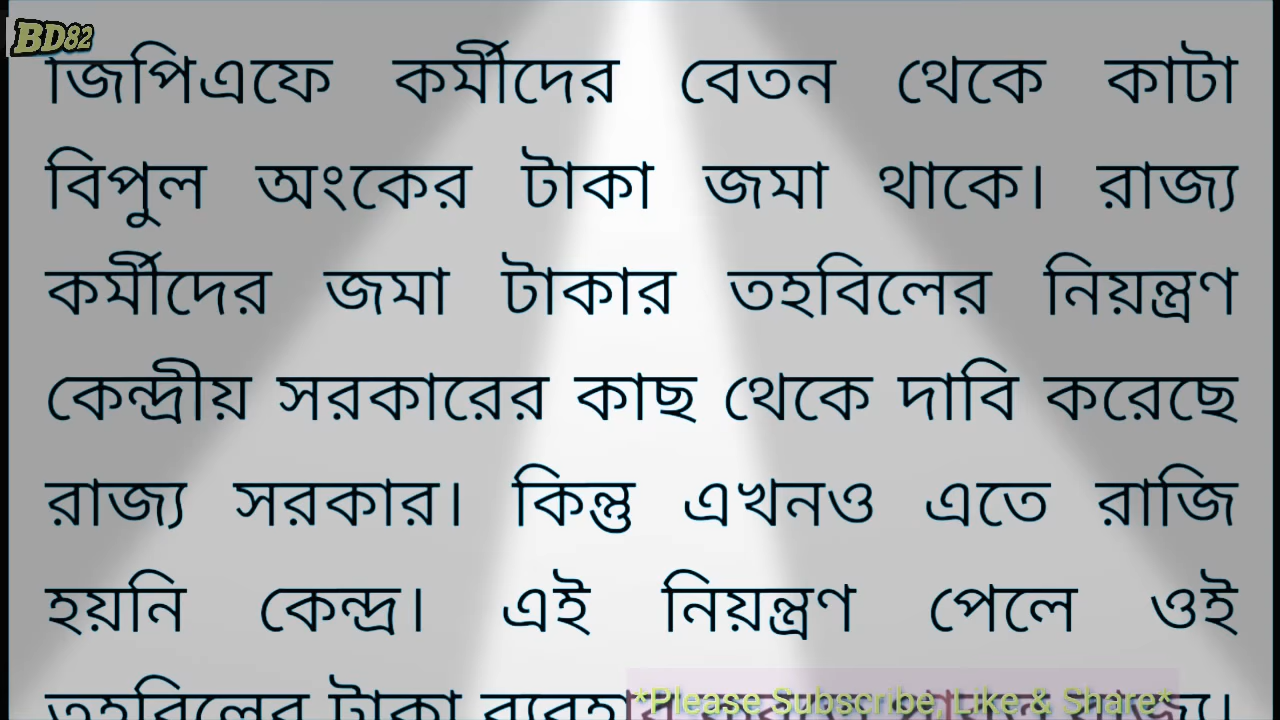 BD82
জিপিএফে কর্মীদের বেতন থেকে কাটা
বিপুল অংকের টাকা জমা থাকে। রাজ্য
কর্মীদের জমা টাকার তহবিলের নিয়ন্ত্রণ
কেন্দ্রীয় সরকারের কাছ থেকে দাবি করেছে
রাজ্য সরকার। কিন্তু এখনও এতে রাজি
হয়নি কেন্দ্র। এই নিয়ন্ত্রণ পেলে ওই
তহবিলের টাকা
*Please Subscribe, Like & Share*